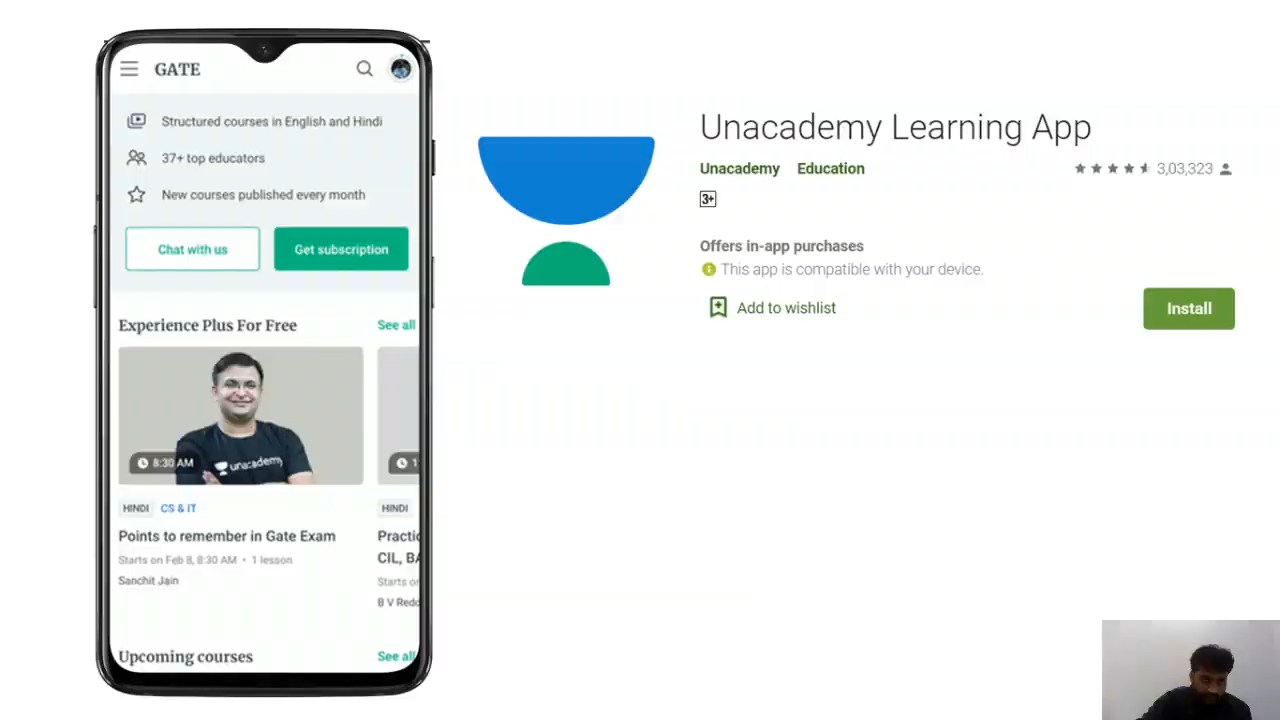 GATE
Structured courses in English and Hindi
37+ top educators
New courses published every month
Chat with us
Get subscription
Experience Plus For Free
See all
8:30 AM
unacademy
1
HINDI CS & IT
HINDI
Points to remember in Gate Exam
Starts on Feb 8, 8:30 AM • 1 lesson
Sanchit Jain
CIL,
Starts
B V
Upcoming courses
See all
Unacademy Learning App
Unacademy Education
3,03,323
3+
Offers in-app purchases
This app is compatible with your device.
Add to wishlist
Install